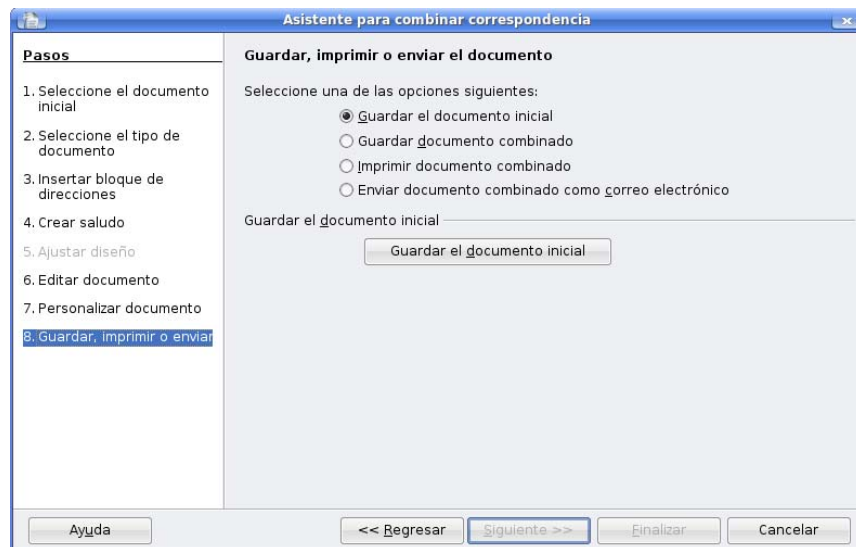 Asistente para combinar correspondencia
Pasos
1. Seleccione el documento
inicial
2. Seleccione el tipo de
documento
3. Insertar bloque de
direcciones
4. Crear saludo
5. Ajustar diseño
6. Editar documento
7. Personalizar documento
8. Guardar, imprimir o enviar
Guardar, imprimir o enviar el documento
Seleccione una de las opciones siguientes:
Guardar el documento inicial
Guardar documento combinado
Imprimir documento combinado
Enviar documento combinado como correo electrónico
Guardar el documento inicial
Guardar el documento inicial
Ayuda
<< Regresar
Siguiente >>
Finalizar
Cancelar